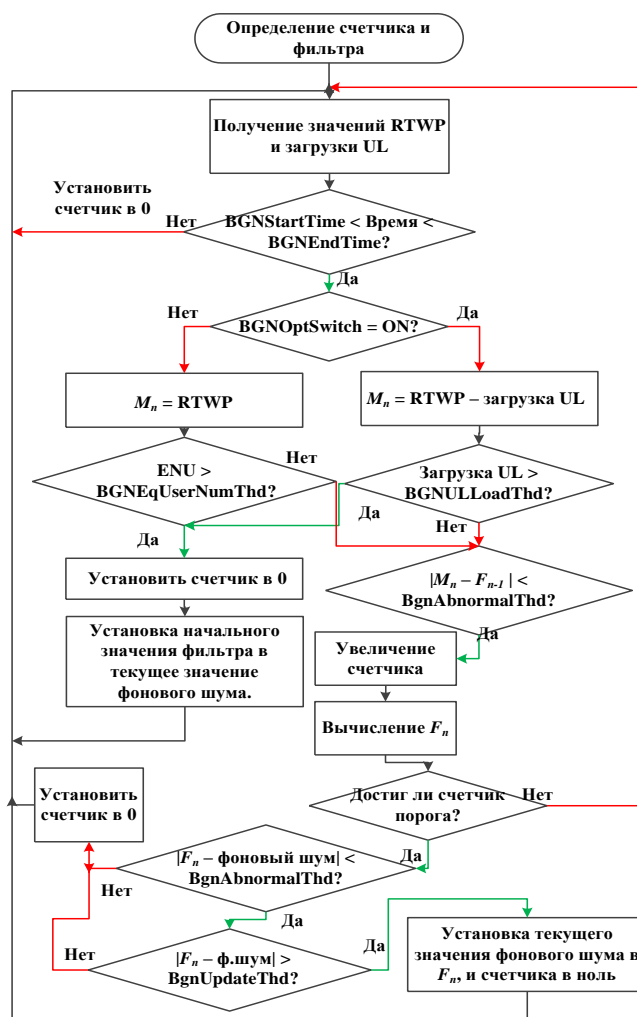 Определение счетчика и
фильтра
Получение значений RTWP
и загрузки UL
Установить
счетчик в 0
Нет
BGNStartTime < Время <
BGNEndTime?
Да
Нет
BGNOptSwitch = ON?
Да
Mn = RTWP
Mn = RTWP – загрузка UL
ENU >
BGNEqUserNumThd?
Нет
Загрузка UL >
BGNULLoadThd?
Да
Да
Нет
Установить счетчик в 0
|Mn – Fn-1 | <
BgnAbnormalThd?
Установка начального
значения фильтра в
текущее значение
фонового шума.
Да
Увеличение
счетчика
Вычисление Fn
Установить
счетчик в 0
Достиг ли счетчик
порога?
Нет
Да
|Fn – фоновый шум| <
BgnAbnormalThd?
Нет
Да
|Fn – ф.шум| >
BgnUpdateThd?
Нет
Да
Установка текущего
значения фонового шума в
Fn, и счетчика в ноль